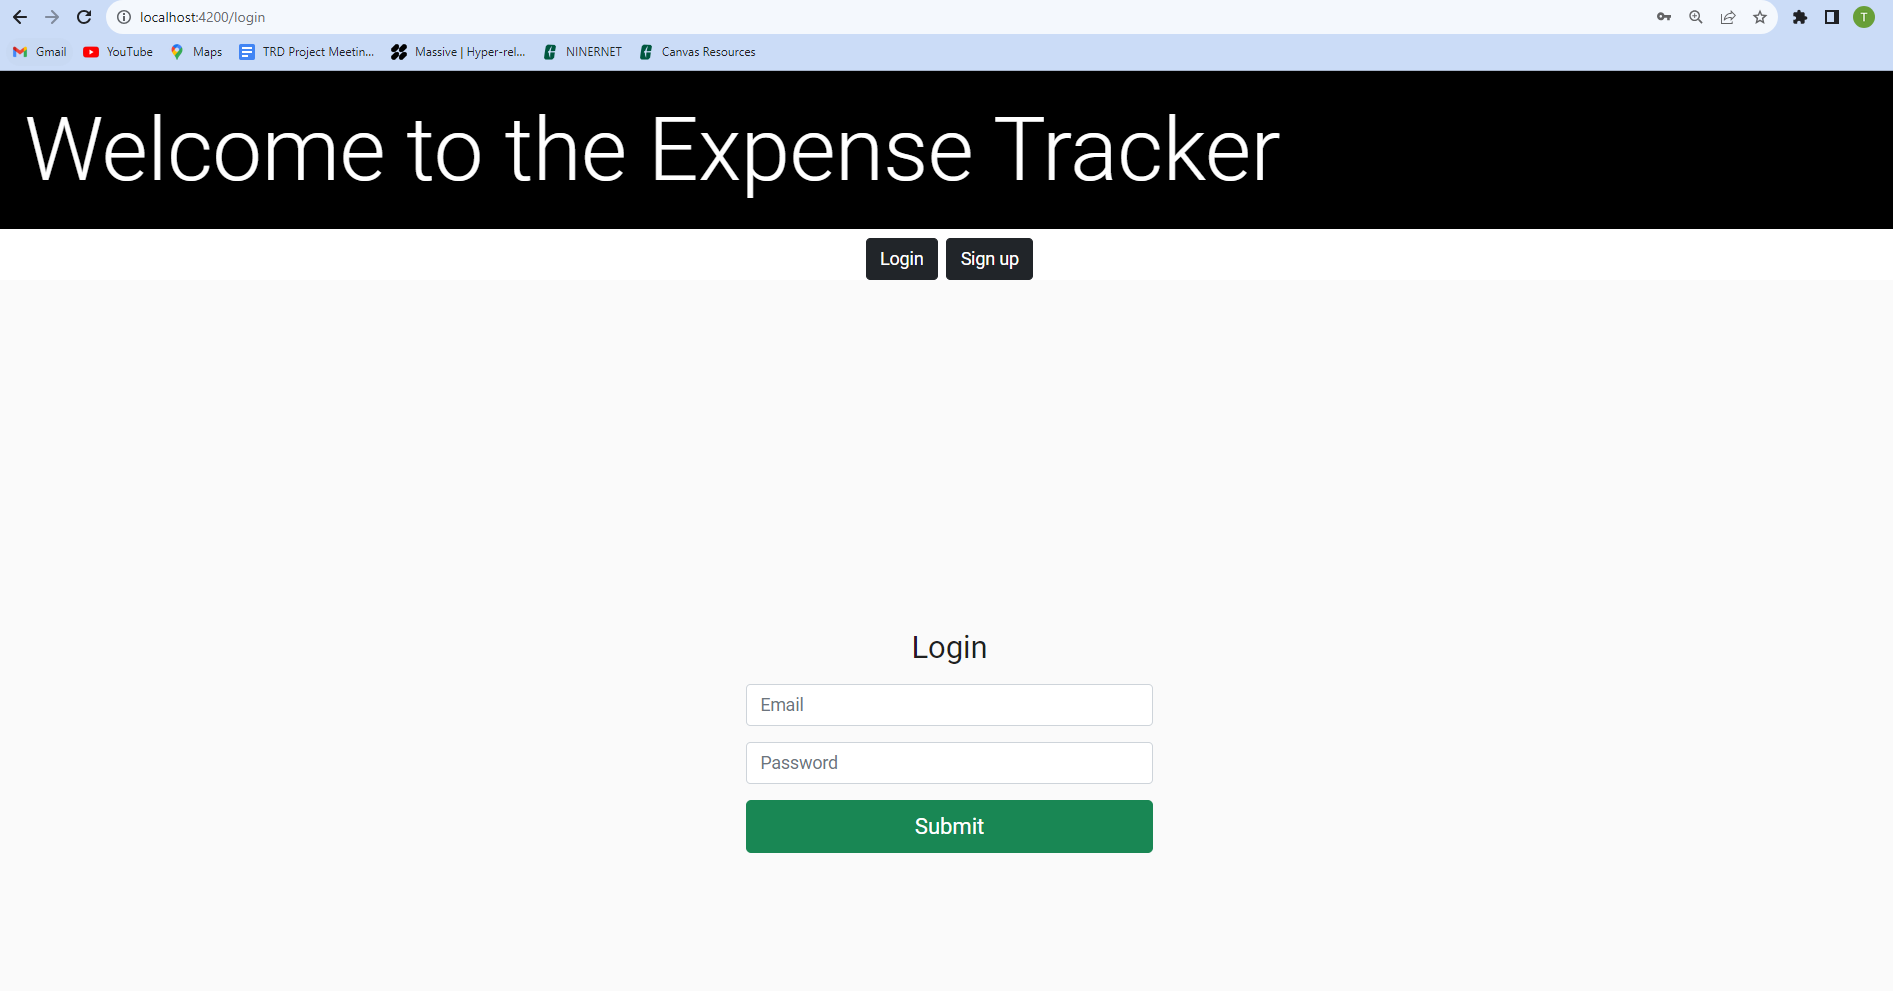 localhost:4200/login
T
Gmail YouTube Maps TRD Project Meetin... Massive | Hyper-rel... NINERNET Canvas Resources
Welcome to the Expense Tracker
Login Sign up
Login
Email
Password
Submit